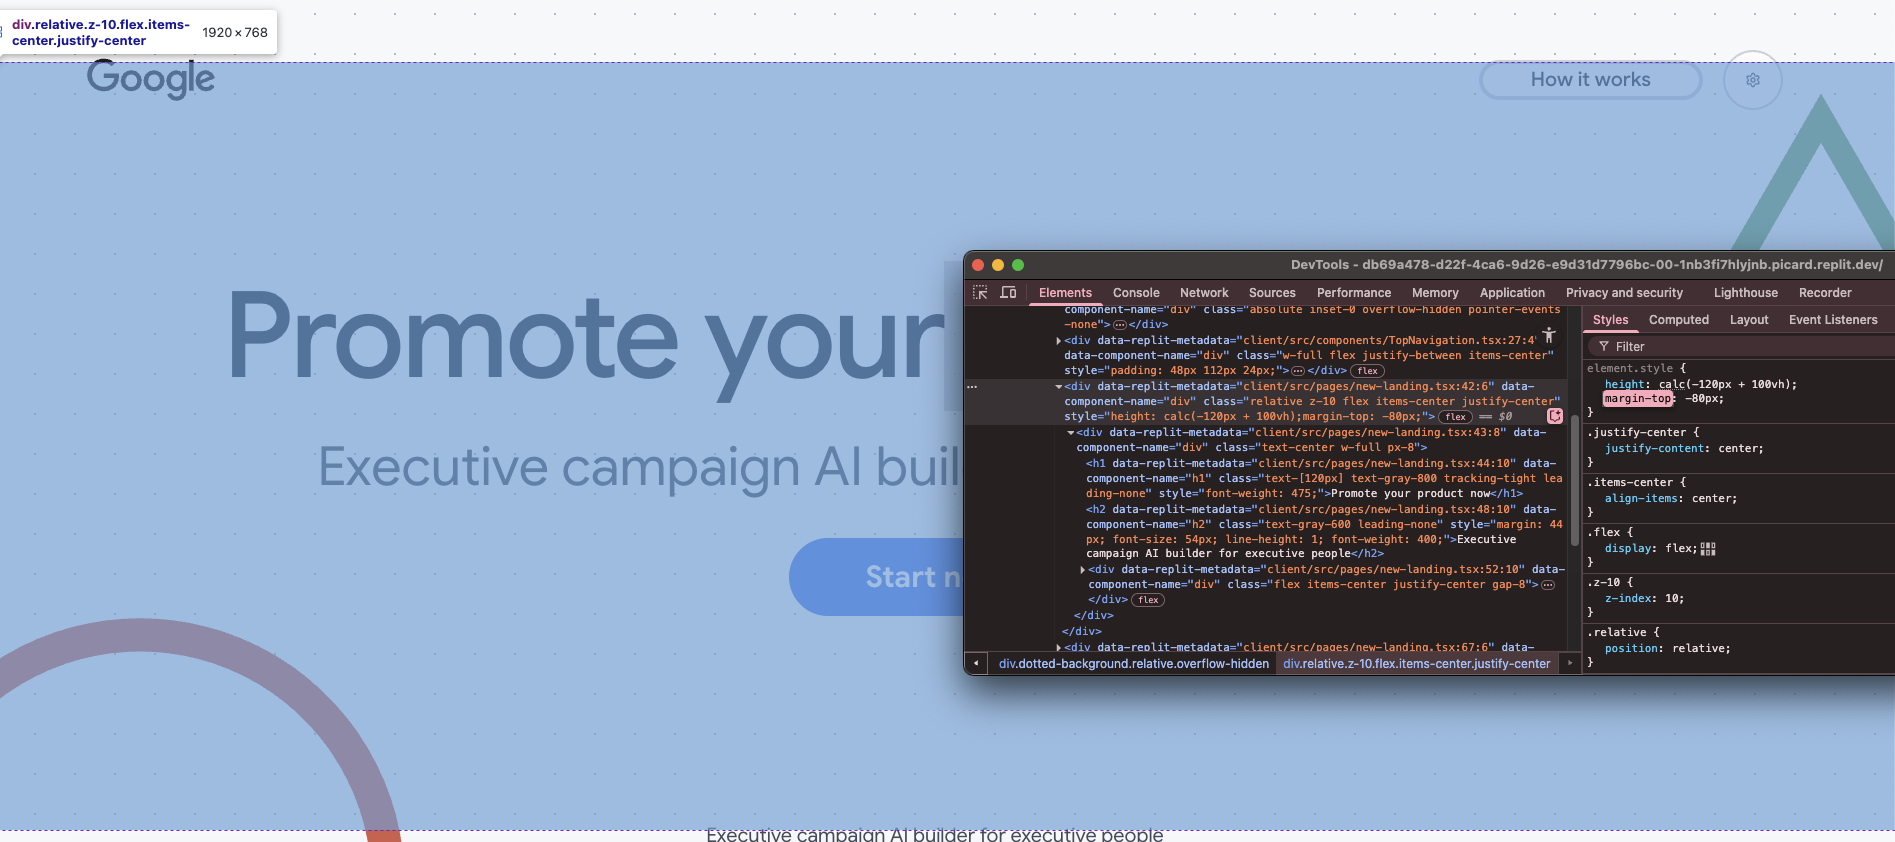 div.relative.z-10.flex.items-
center.justify-center
1920 × 768
Google
How it works
Promote your
Executive campaign AI buil
Start n
Executive campaign AI builder for executive people
DevTools - db69a478-d22f-4ca6-9d26-e9d31d7796bc-00-1nb3fi7hlyjnb.picard.replit.dev/
Elements Console Network Sources Performance Memory Application Privacy and security Lighthouse Recorder
component-name="div" class="absolute inset-0 overflow-hidden pointer-events
-none">…</div>
<div data-replit-metadata="client/src/components/TopNavigation.tsx:27:4"
data-component-name="div" class="w-full flex justify-between items-center"
style="padding: 48px 112px 24px;">…</div> flex
… <div data-replit-metadata="client/src/pages/new-landing.tsx:42:6" data-
component-name="div" class="relative z-10 flex items-center justify-center"
style="height: calc(-120px + 100vh);margin-top: -80px;"> flex == $0
<div data-replit-metadata="client/src/pages/new-landing.tsx:43:8" data-
component-name="div" class="text-center w-full px-8">
<h1 data-replit-metadata="client/src/pages/new-landing.tsx:44:10" data-
component-name="h1" class="text-[120px] text-gray-800 tracking-tight lea
ding-none" style="font-weight: 475;">Promote your product now</h1>
<h2 data-replit-metadata="client/src/pages/new-landing.tsx:48:10" data-
component-name="h2" class="text-gray-600 leading-none" style="margin: 44
px; font-size: 54px; line-height: 1; font-weight: 400;">Executive
campaign AI builder for executive people</h2>
<div data-replit-metadata="client/src/pages/new-landing.tsx:52:10" data-
component-name="div" class="flex items-center justify-center gap-8">…
</div> flex
</div>
</div>
<div data-replit-metadata="client/src/pages/new-landing.tsx:67:6" data-
div.dotted-background.relative.overflow-hidden div.relative.z-10.flex.items-center.justify-center
Styles Computed Layout Event Listeners
Filter
element.style {
height: calc(-120px + 100vh);
margin-top: -80px;
}
.justify-center {
justify-content: center;
}
.items-center {
align-items: center;
}
.flex {
display: flex;
}
.z-10 {
z-index: 10;
}
.relative {
position: relative;
}